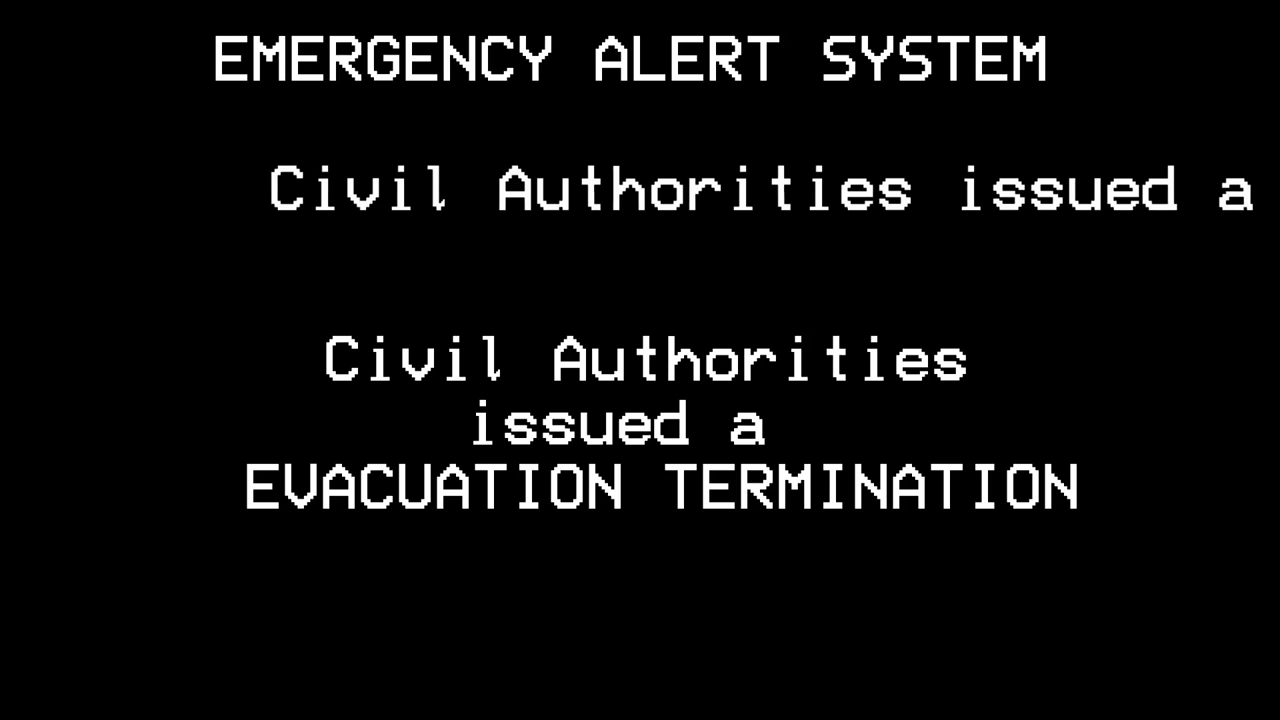 EMERGENCY ALERT SYSTEM
Civil Authorities issued a
Civil Authorities
issued a
EVACUATION TERMINATION